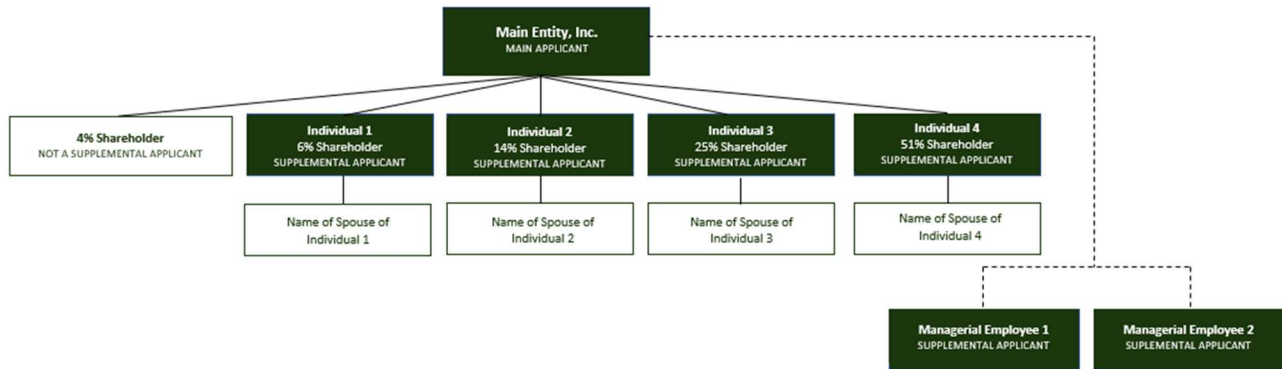 Main Entity, Inc.
MAIN APPLICANT
4% Shareholder
NOT A SUPPLEMENTAL APPLICANT
Individual 1
6% Shareholder
SUPPLEMENTAL APPLICANT
Individual 2
14% Shareholder
SUPPLEMENTAL APPLICANT
Individual 3
25% Shareholder
SUPPLEMENTAL APPLICANT
Individual 4
51% Shareholder
SUPPLEMENTAL APPLICANT
Name of Spouse of
Individual 1
Name of Spouse of
Individual 2
Name of Spouse of
Individual 3
Name of Spouse of
Individual 4
Managerial Employee 1
SUPLEMENTAL APPLICANT
Managerial Employee 2
SUPLEMENTAL APPLICANT